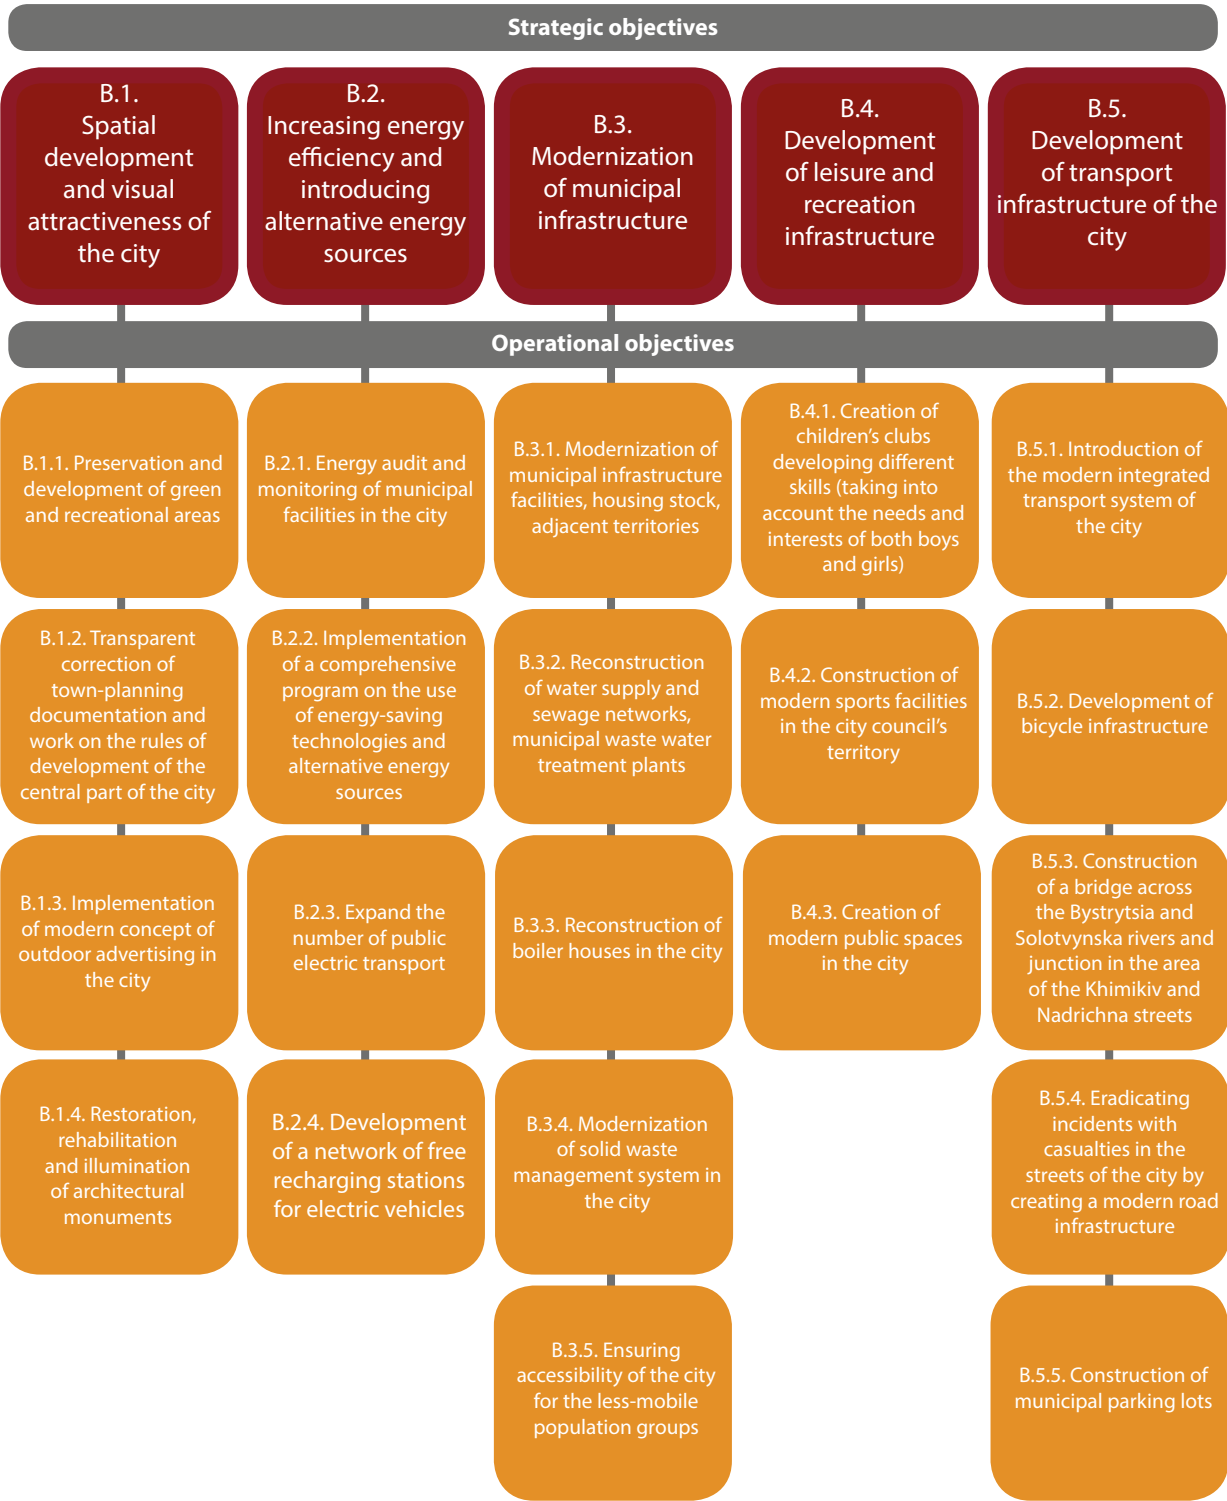 Strategic objectives
B.1.
Spatial
development
and visual
attractiveness of
the city
B.2.
Increasing energy
efficiency and
introducing
alternative energy
sources
B.3.
Modernization
of municipal
infrastructure
B.4.
Development
of leisure and
recreation
infrastructure
B.5.
Development
of transport
infrastructure of the
city
Operational objectives
B.1.1. Preservation and
development of green
and recreational areas
B.2.1. Energy audit and
monitoring of municipal
facilities in the city
B.3.1. Modernization of
municipal infrastructure
facilities, housing stock,
adjacent territories
B.4.1. Creation of
children’s clubs
developing different
skills (taking into
account the needs and
interests of both boys
and girls)
B.5.1. Introduction of
the modern integrated
transport system of
the city
B.1.2. Transparent
correction of
town-planning
documentation and
work on the rules of
development of the
central part of the city
B.2.2. Implementation
of a comprehensive
program on the use
of energy-saving
technologies and
alternative energy
sources
B.3.2. Reconstruction
of water supply and
sewage networks,
municipal waste water
treatment plants
B.4.2. Construction of
modern sports facilities
in the city council’s
territory
B.5.2. Development of
bicycle infrastructure
B.1.3. Implementation
of modern concept of
outdoor advertising in
the city
B.2.3. Expand the
number of public
electric transport
B.3.3. Reconstruction of
boiler houses in the city
B.4.3. Creation of
modern public spaces
in the city
B.5.3. Construction
of a bridge across
the Bystrytsia and
Solotvynska rivers and
junction in the area
of the Khimikiv and
Nadrichna streets
B.1.4. Restoration,
rehabilitation
and illumination
of architectural
monuments
B.2.4. Development
of a network of free
recharging stations
for electric vehicles
B.3.4. Modernization
of solid waste
management system in
the city
B.5.4. Eradicating
incidents with
casualties in the
streets of the city by
creating a modern road
infrastructure
B.3.5. Ensuring
accessibility of the city
for the less-mobile
population groups
B.5.5. Construction of
municipal parking lots